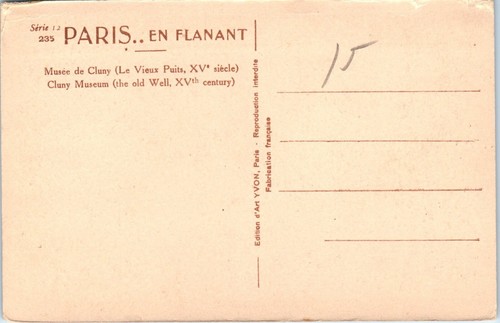 Série 12
235 PARIS.. EN FLANANT
Musée de Cluny (Le Vieux Puits, XVe siècle)
Cluny Museum (the old Well, XVth century)
Edition d'Art YVON, Paris - Reproduction interdite
Fabrication française
15